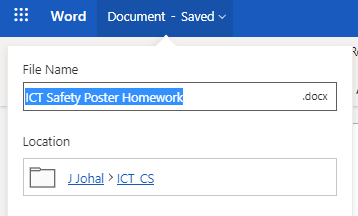 Word Document - Saved
File Name
ICT Safety Poster Homework .docx
Location
J Johal > ICT_CS